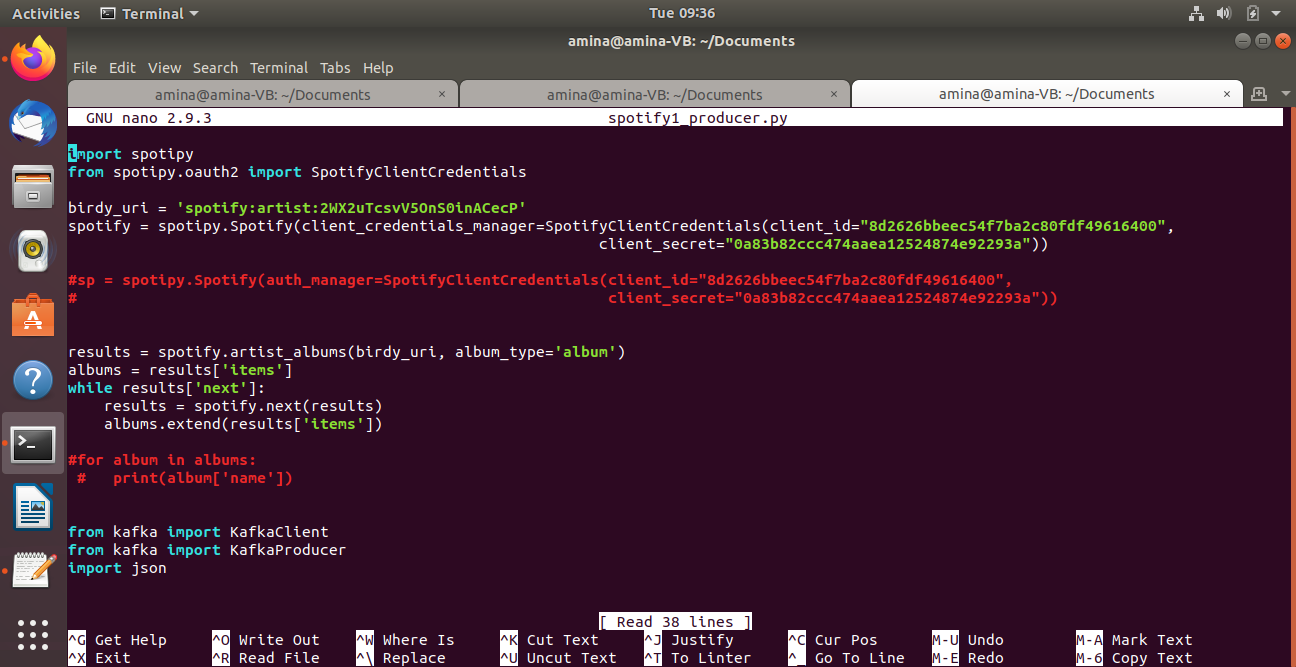 Activities Terminal Tue 09:36
amina@amina-VB: ~/Documents
File Edit View Search Terminal Tabs Help
amina@amina-VB: ~/Documents × amina@amina-VB: ~/Documents × amina@amina-VB: ~/Documents ×
GNU nano 2.9.3 spotify1_producer.py
import spotipy
from spotipy.oauth2 import SpotifyClientCredentials
birdy_uri = 'spotify:artist:2WX2uTcsvV5OnS0inACecP'
spotify = spotipy.Spotify(client_credentials_manager=SpotifyClientCredentials(client_id="8d2626bbeec54f7ba2c80fdf49616400",
client_secret="0a83b82ccc474aaea12524874e92293a"))
#sp = spotipy.Spotify(auth_manager=SpotifyClientCredentials(client_id="8d2626bbeec54f7ba2c80fdf49616400",
# client_secret="0a83b82ccc474aaea12524874e92293a"))
results = spotify.artist_albums(birdy_uri, album_type='album')
albums = results['items']
while results['next']:
    results = spotify.next(results)
    albums.extend(results['items'])
#for album in albums:
 #   print(album['name'])
from kafka import KafkaClient
from kafka import KafkaProducer
import json
[ Read 38 lines ]
^G Get Help ^O Write Out ^W Where Is ^K Cut Text ^J Justify ^C Cur Pos M-U Undo M-A Mark Text
^X Exit ^R Read File ^\ Replace ^U Uncut Text ^T To Linter ^_ Go To Line M-E Redo M-6 Copy Text